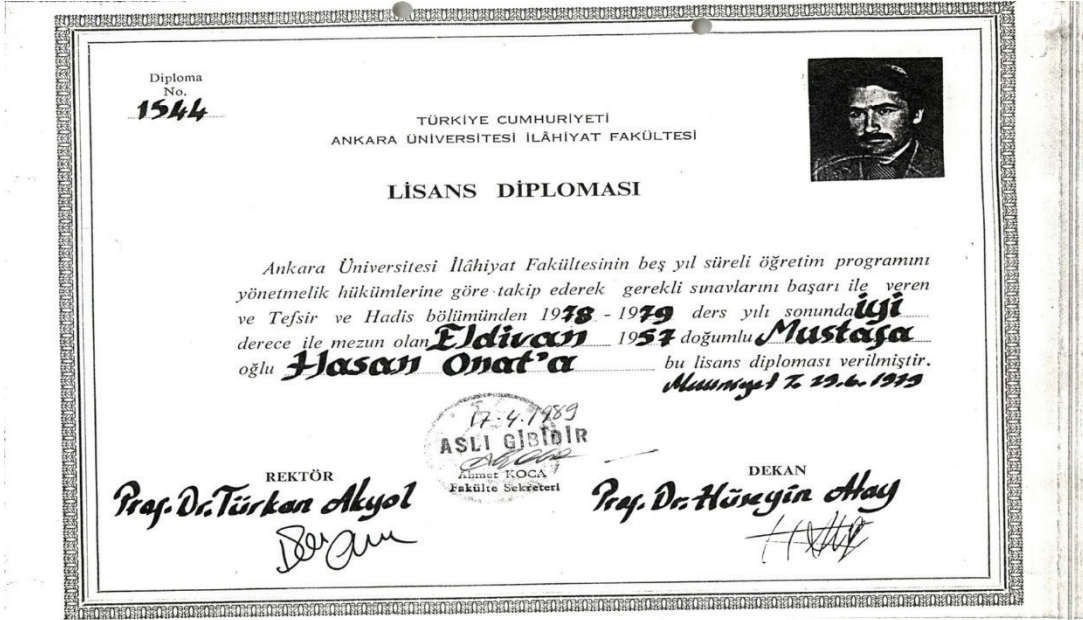 Diploma
No.
1544
TÜRKİYE CUMHURİYETİ
ANKARA ÜNİVERSİTESİ İLÂHİYAT FAKÜLTESİ
LİSANS DİPLOMASI
Ankara Üniversitesi İlâhiyat Fakültesinin beş yıl süreli öğretim programını
yönetmelik hükümlerine göre takip ederek gerekli sınavlarını başarı ile veren
ve Tefsir ve Hadis bölümünden 1978 - 1979 ders yılı sonunda iyi
derece ile mezun olan Eldivan 1957 doğumlu Mustafa
oğlu Hasan Onat'a bu lisans diploması verilmiştir.
Mezuniyet T. 29.6.1979
17.4.1989
ASLI GİBİDİR
Ahmet KOCA
Fakülte Sekreteri
REKTÖR
Prof. Dr. Türkan Akyol
DEKAN
Prof. Dr. Hüseyin Atay